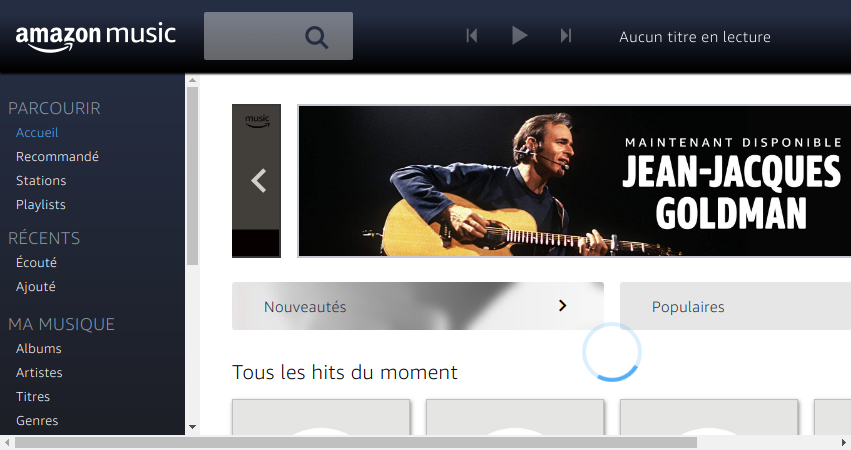 amazon music
Aucun titre en lecture
PARCOURIR
Accueil
Recommandé
Stations
Playlists
RÉCENTS
Écouté
Ajouté
MA MUSIQUE
Albums
Artistes
Titres
Genres
music
MAINTENANT DISPONIBLE
JEAN-JACQUES
GOLDMAN
Nouveautés
Populaires
Tous les hits du moment